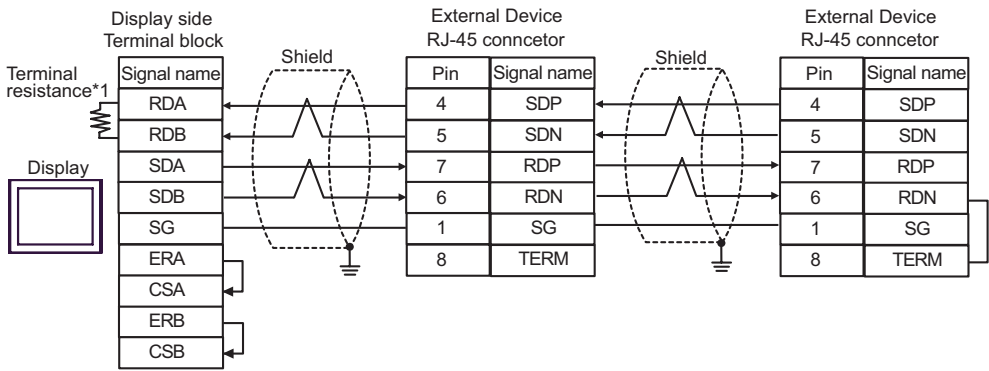 Display side
Terminal block
External Device
RJ-45 conncetor
External Device
RJ-45 conncetor
Shield
Shield
Terminal
resistance*1
Signal name
Pin Signal name
Pin Signal name
RDA
4 SDP
4 SDP
RDB
5 SDN
5 SDN
Display
SDA
7 RDP
7 RDP
SDB
6 RDN
6 RDN
SG
1 SG
1 SG
ERA
8 TERM
8 TERM
CSA
ERB
CSB